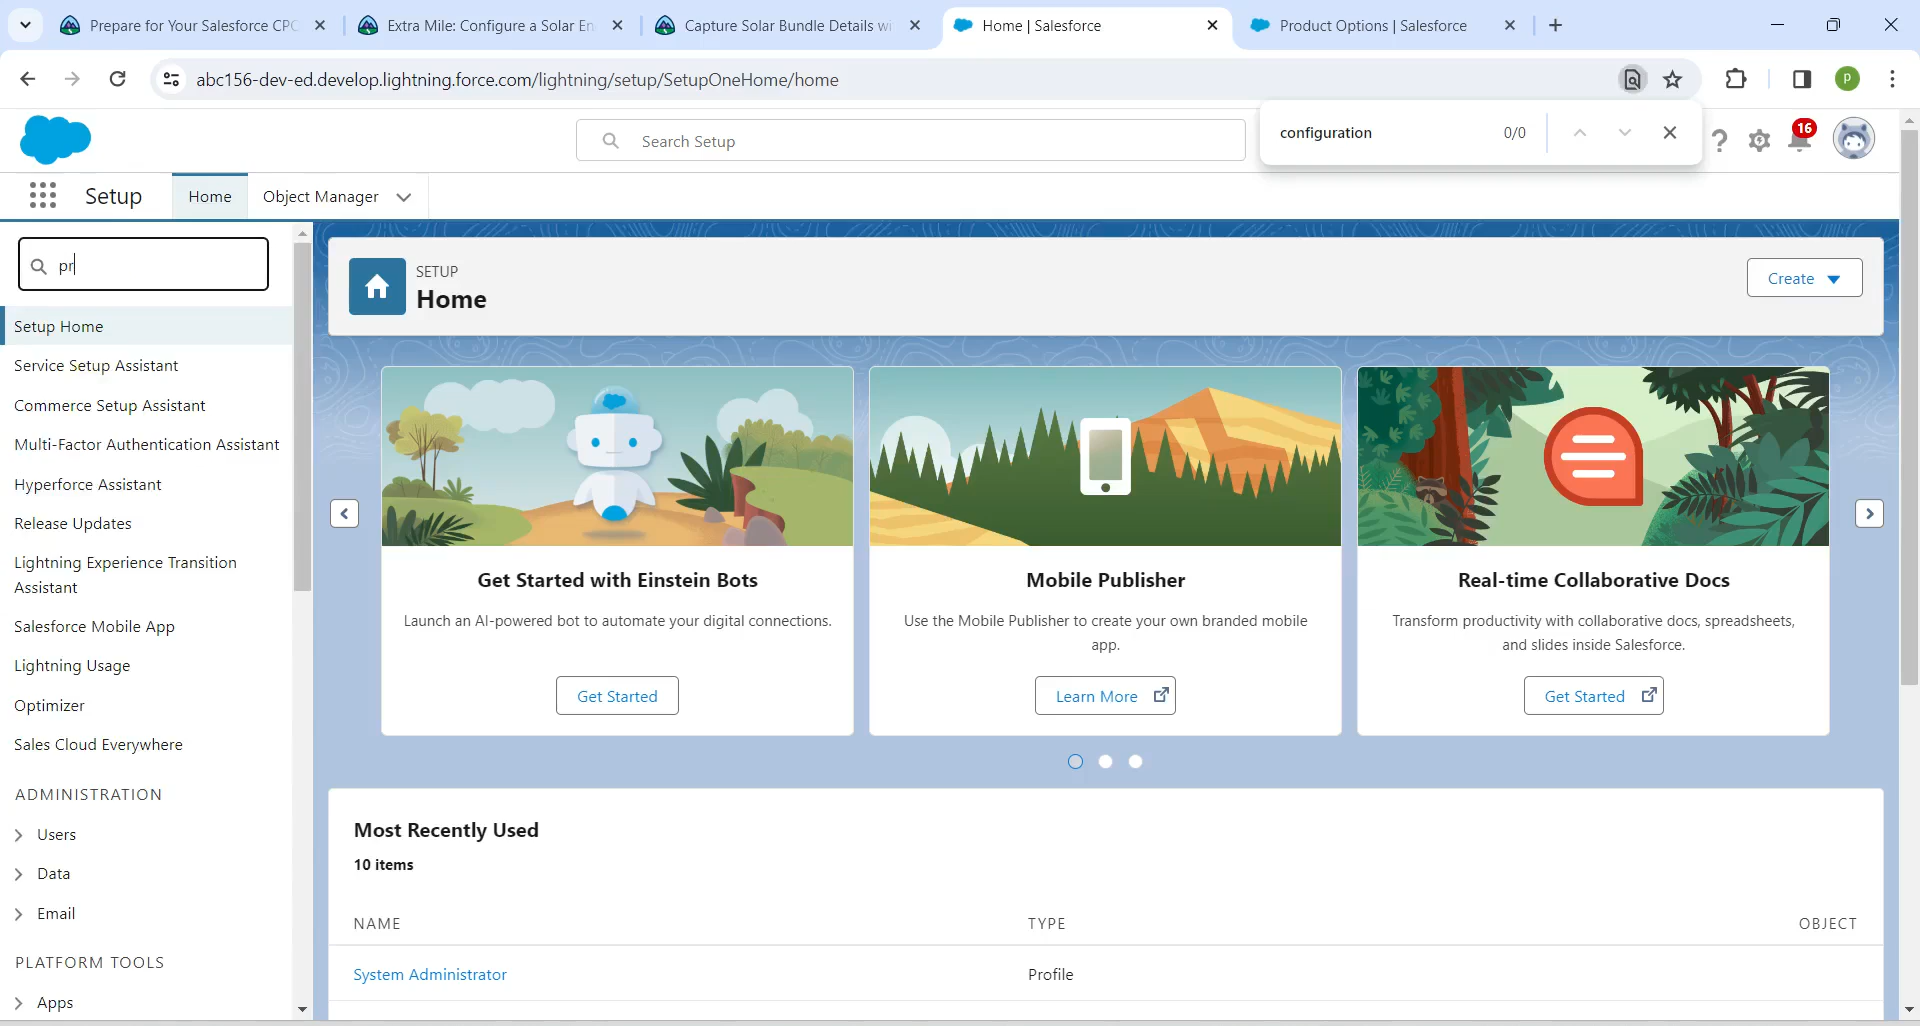 Prepare for Your Salesforce CPC
Extra Mile: Configure a Solar En
Capture Solar Bundle Details wi
Home | Salesforce
Product Options | Salesforce
abc156-dev-ed.develop.lightning.force.com/lightning/setup/SetupOneHome/home
P
configuration
0/0
Search Setup
16
Setup
Home
Object Manager
pr
Setup Home
Service Setup Assistant
Commerce Setup Assistant
Multi-Factor Authentication Assistant
Hyperforce Assistant
Release Updates
Lightning Experience Transition
Assistant
Salesforce Mobile App
Lightning Usage
Optimizer
Sales Cloud Everywhere
ADMINISTRATION
Users
Data
Email
PLATFORM TOOLS
Apps
SETUP
Home
Create
Get Started with Einstein Bots
Launch an AI-powered bot to automate your digital connections.
Get Started
Mobile Publisher
Use the Mobile Publisher to create your own branded mobile
app.
Learn More
Real-time Collaborative Docs
Transform productivity with collaborative docs, spreadsheets,
and slides inside Salesforce.
Get Started
Most Recently Used
10 items
NAME
TYPE
OBJECT
System Administrator
Profile